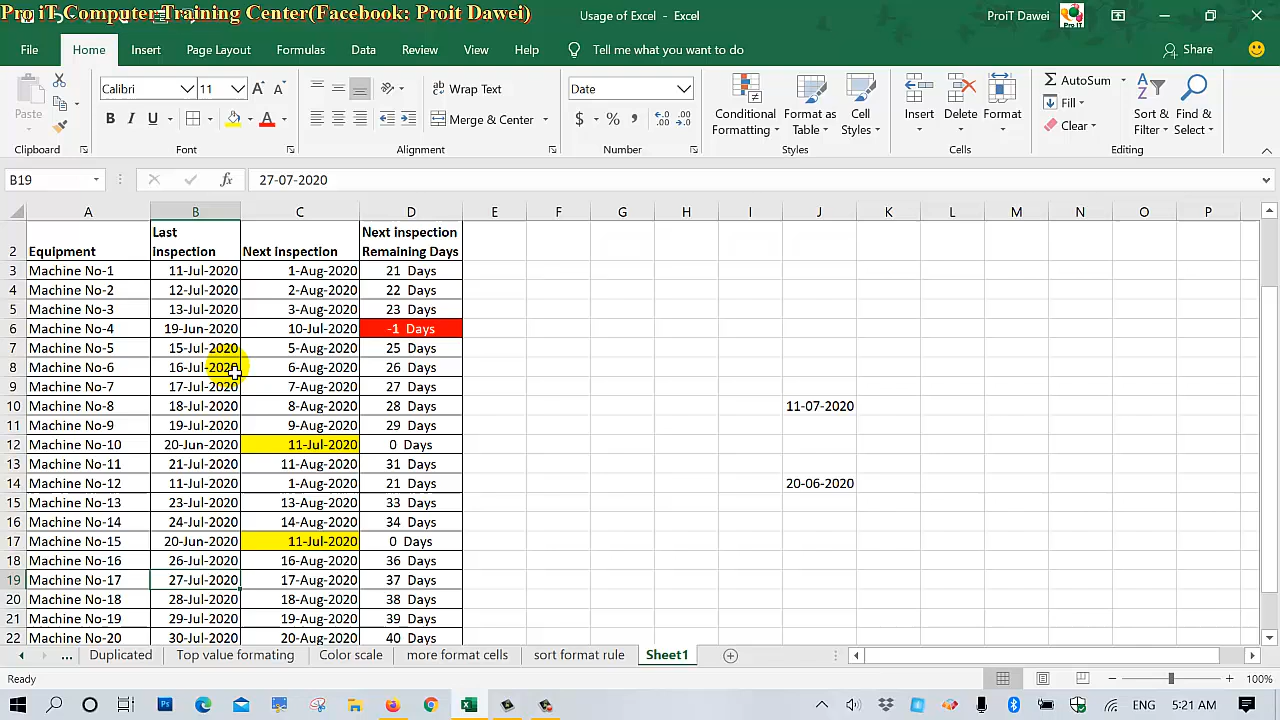 Pro iT Computer Training Center(Facebook: Proit Dawei)
Usage of Excel - Excel
ProiT Dawei
File Home Insert Page Layout Formulas Data Review View Help Tell me what you want to do Share
Paste
Calibri 11
Wrap Text
Merge & Center
Date
Conditional Formatting
Format as Table
Cell Styles
Insert
Delete
Format
AutoSum
Fill
Clear
Sort & Filter
Find & Select
Clipboard Font Alignment Number Styles Cells Editing
B19 fx 27-07-2020
A B C D E F G H I J K L M N O P
2 Equipment Last inspection Next inspection Next inspection Remaining Days
3 Machine No-1 11-Jul-2020 1-Aug-2020 21 Days
4 Machine No-2 12-Jul-2020 2-Aug-2020 22 Days
5 Machine No-3 13-Jul-2020 3-Aug-2020 23 Days
6 Machine No-4 19-Jun-2020 10-Jul-2020 -1 Days
7 Machine No-5 15-Jul-2020 5-Aug-2020 25 Days
8 Machine No-6 16-Jul-2020 6-Aug-2020 26 Days
9 Machine No-7 17-Jul-2020 7-Aug-2020 27 Days
10 Machine No-8 18-Jul-2020 8-Aug-2020 28 Days 11-07-2020
11 Machine No-9 19-Jul-2020 9-Aug-2020 29 Days
12 Machine No-10 20-Jun-2020 11-Jul-2020 0 Days
13 Machine No-11 21-Jul-2020 11-Aug-2020 31 Days
14 Machine No-12 11-Jul-2020 1-Aug-2020 21 Days 20-06-2020
15 Machine No-13 23-Jul-2020 13-Aug-2020 33 Days
16 Machine No-14 24-Jul-2020 14-Aug-2020 34 Days
17 Machine No-15 20-Jun-2020 11-Jul-2020 0 Days
18 Machine No-16 26-Jul-2020 16-Aug-2020 36 Days
19 Machine No-17 27-Jul-2020 17-Aug-2020 37 Days
20 Machine No-18 28-Jul-2020 18-Aug-2020 38 Days
21 Machine No-19 29-Jul-2020 19-Aug-2020 39 Days
22 Machine No-20 30-Jul-2020 20-Aug-2020 40 Days
... Duplicated Top value formating Color scale more format cells sort format rule Sheet1
Ready 100%
ENG 5:21 AM